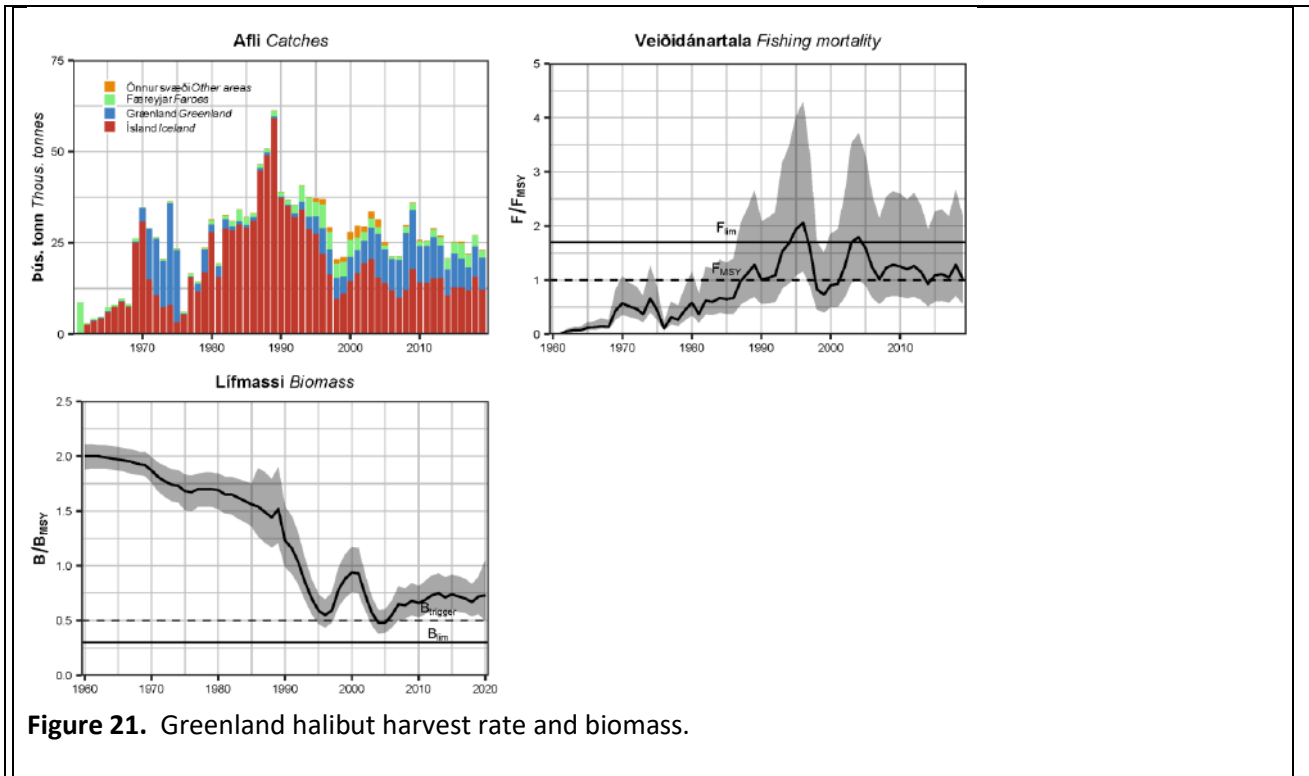 Afli Catches
Þús. tonn Thous. tonnes
75
50
25
0
Önnur svæði Other areas
Færeyjar Faroes
Grænland Greenland
Ísland Iceland
1970 1980 1990 2000 2010
Veiðidánartala Fishing mortality
F/FMSY
5
4
3
2
1
0
Flim
FMSY
1960 1970 1980 1990 2000 2010
Lífmassi Biomass
B/BMSY
2.5
2.0
1.5
1.0
0.5
0.0
Btrigger
Blim
1960 1970 1980 1990 2000 2010 2020
Figure 21. Greenland halibut harvest rate and biomass.